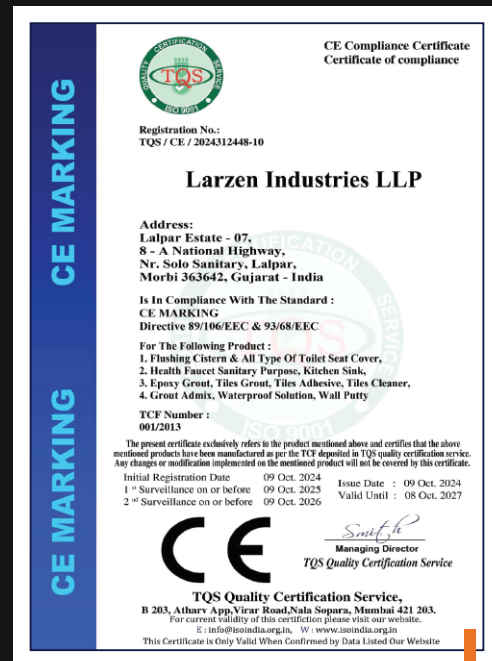 CE MARKING
CE MARKING
QUALITY CERTIFICATION SERVICE
TQS
ISO 9001
CE Compliance Certificate
Certificate of compliance
Registration No.:
TQS / CE / 2024312448-10
Larzen Industries LLP
Address:
Lalpar Estate - 07,
8 - A National Highway,
Nr. Solo Sanitary, Lalpar,
Morbi 363642, Gujarat - India
Is In Compliance With The Standard :
CE MARKING
Directive 89/106/EEC & 93/68/EEC
For The Following Product :
1. Flushing Cistern & All Type Of Toilet Seat Cover,
2. Health Faucet Sanitary Purpose, Kitchen Sink,
3. Epoxy Grout, Tiles Grout, Tiles Adhesive, Tiles Cleaner,
4. Grout Admix, Waterproof Solution, Wall Putty
TCF Number :
001/2013
The present certificate exclusively refers to the product mentioned above and certifies that the above
mentioned products have been manufactured as per the TCF deposited in TQS quality certification service.
Any changes or modification implemented on the mentioned product will not be covered by this certificate.
Initial Registration Date 09 Oct. 2024
1 st Surveillance on or before 09 Oct. 2025
2 nd Surveillance on or before 09 Oct. 2026
Issue Date : 09 Oct. 2024
Valid Until : 08 Oct. 2027
CE
Smith
Managing Director
TQS Quality Certification Service
TQS Quality Certification Service,
B 203, Atharv App,Virar Road,Nala Sopara, Mumbai 421 203.
For current validity of this certifiction please visit our website.
E : info@isoindia.org.in, W : www.isoindia.org.in
This Certificate is Only Valid When Confirmed by Data Listed Our Website